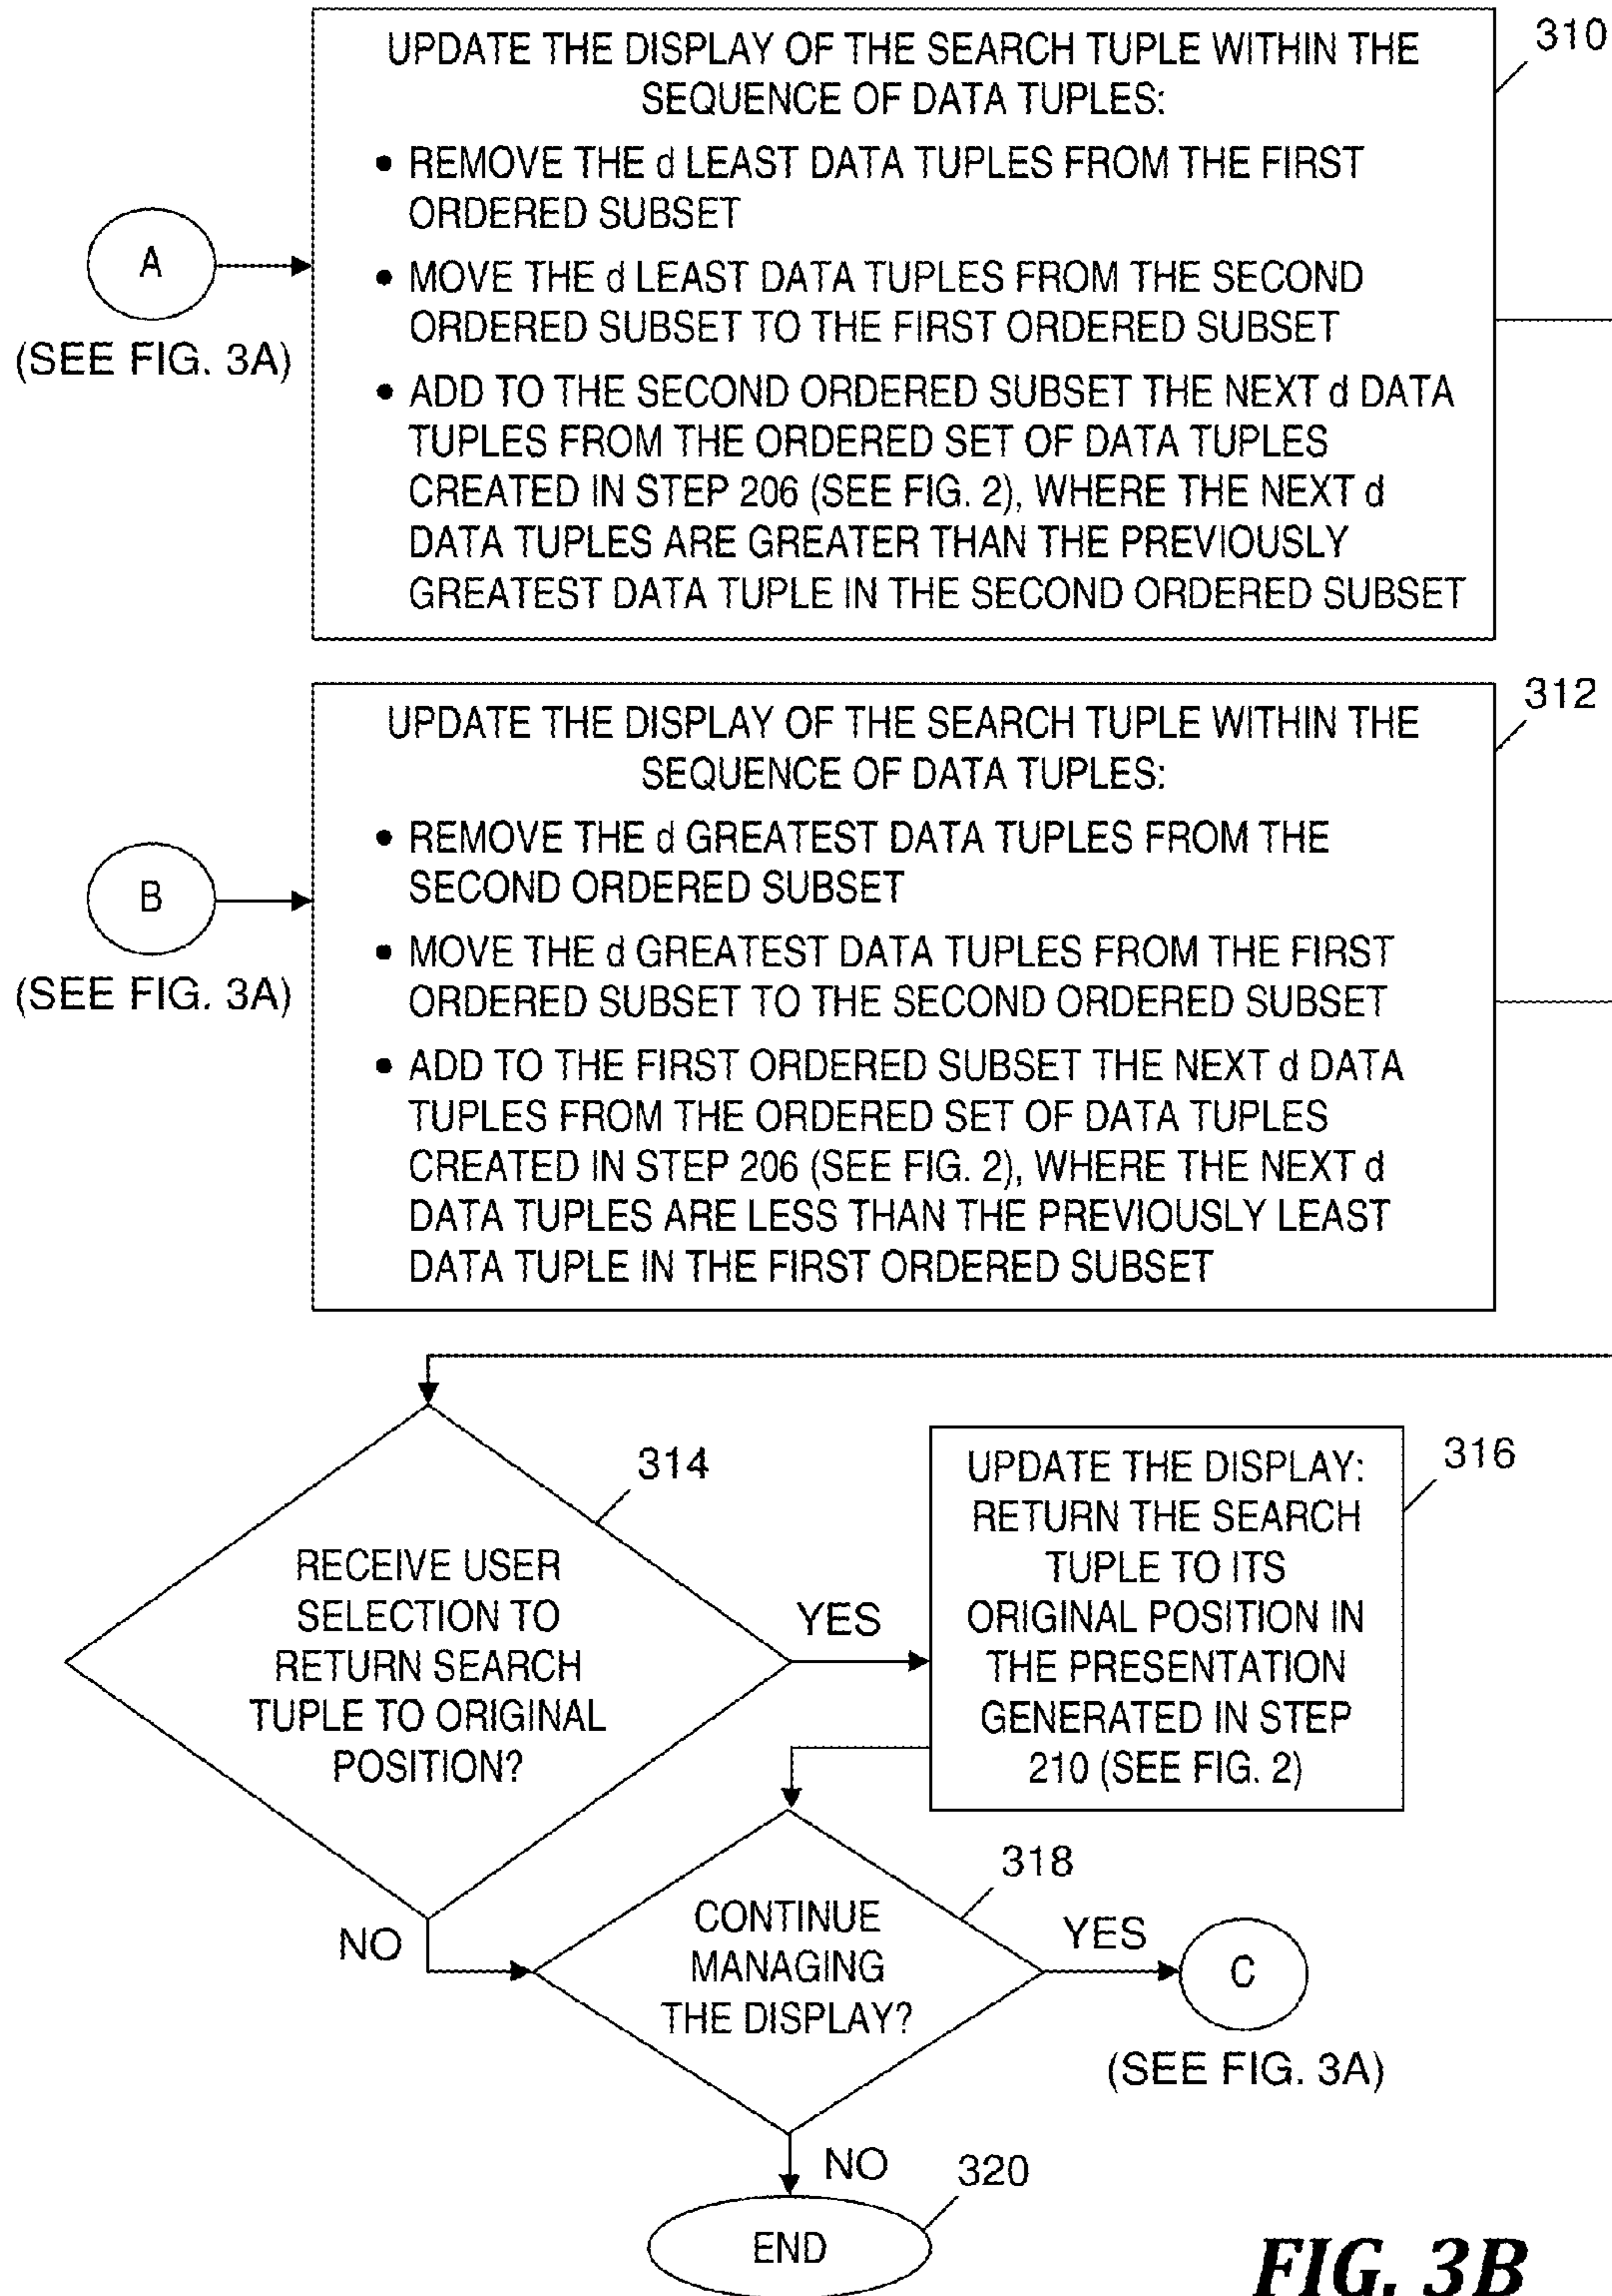 310
UPDATE THE DISPLAY OF THE SEARCH TUPLE WITHIN THE
SEQUENCE OF DATA TUPLES:
• REMOVE THE d LEAST DATA TUPLES FROM THE FIRST
ORDERED SUBSET
• MOVE THE d LEAST DATA TUPLES FROM THE SECOND
ORDERED SUBSET TO THE FIRST ORDERED SUBSET
• ADD TO THE SECOND ORDERED SUBSET THE NEXT d DATA
TUPLES FROM THE ORDERED SET OF DATA TUPLES
CREATED IN STEP 206 (SEE FIG. 2), WHERE THE NEXT d
DATA TUPLES ARE GREATER THAN THE PREVIOUSLY
GREATEST DATA TUPLE IN THE SECOND ORDERED SUBSET
A
(SEE FIG. 3A)
312
UPDATE THE DISPLAY OF THE SEARCH TUPLE WITHIN THE
SEQUENCE OF DATA TUPLES:
• REMOVE THE d GREATEST DATA TUPLES FROM THE
SECOND ORDERED SUBSET
• MOVE THE d GREATEST DATA TUPLES FROM THE FIRST
ORDERED SUBSET TO THE SECOND ORDERED SUBSET
• ADD TO THE FIRST ORDERED SUBSET THE NEXT d DATA
TUPLES FROM THE ORDERED SET OF DATA TUPLES
CREATED IN STEP 206 (SEE FIG. 2), WHERE THE NEXT d
DATA TUPLES ARE LESS THAN THE PREVIOUSLY LEAST
DATA TUPLE IN THE FIRST ORDERED SUBSET
B
(SEE FIG. 3A)
314
RECEIVE USER
SELECTION TO
RETURN SEARCH
TUPLE TO ORIGINAL
POSITION?
YES
316
UPDATE THE DISPLAY:
RETURN THE SEARCH
TUPLE TO ITS
ORIGINAL POSITION IN
THE PRESENTATION
GENERATED IN STEP
210 (SEE FIG. 2)
NO
318
CONTINUE
MANAGING
THE DISPLAY?
YES
C
(SEE FIG. 3A)
NO
320
END
FIG. 3B